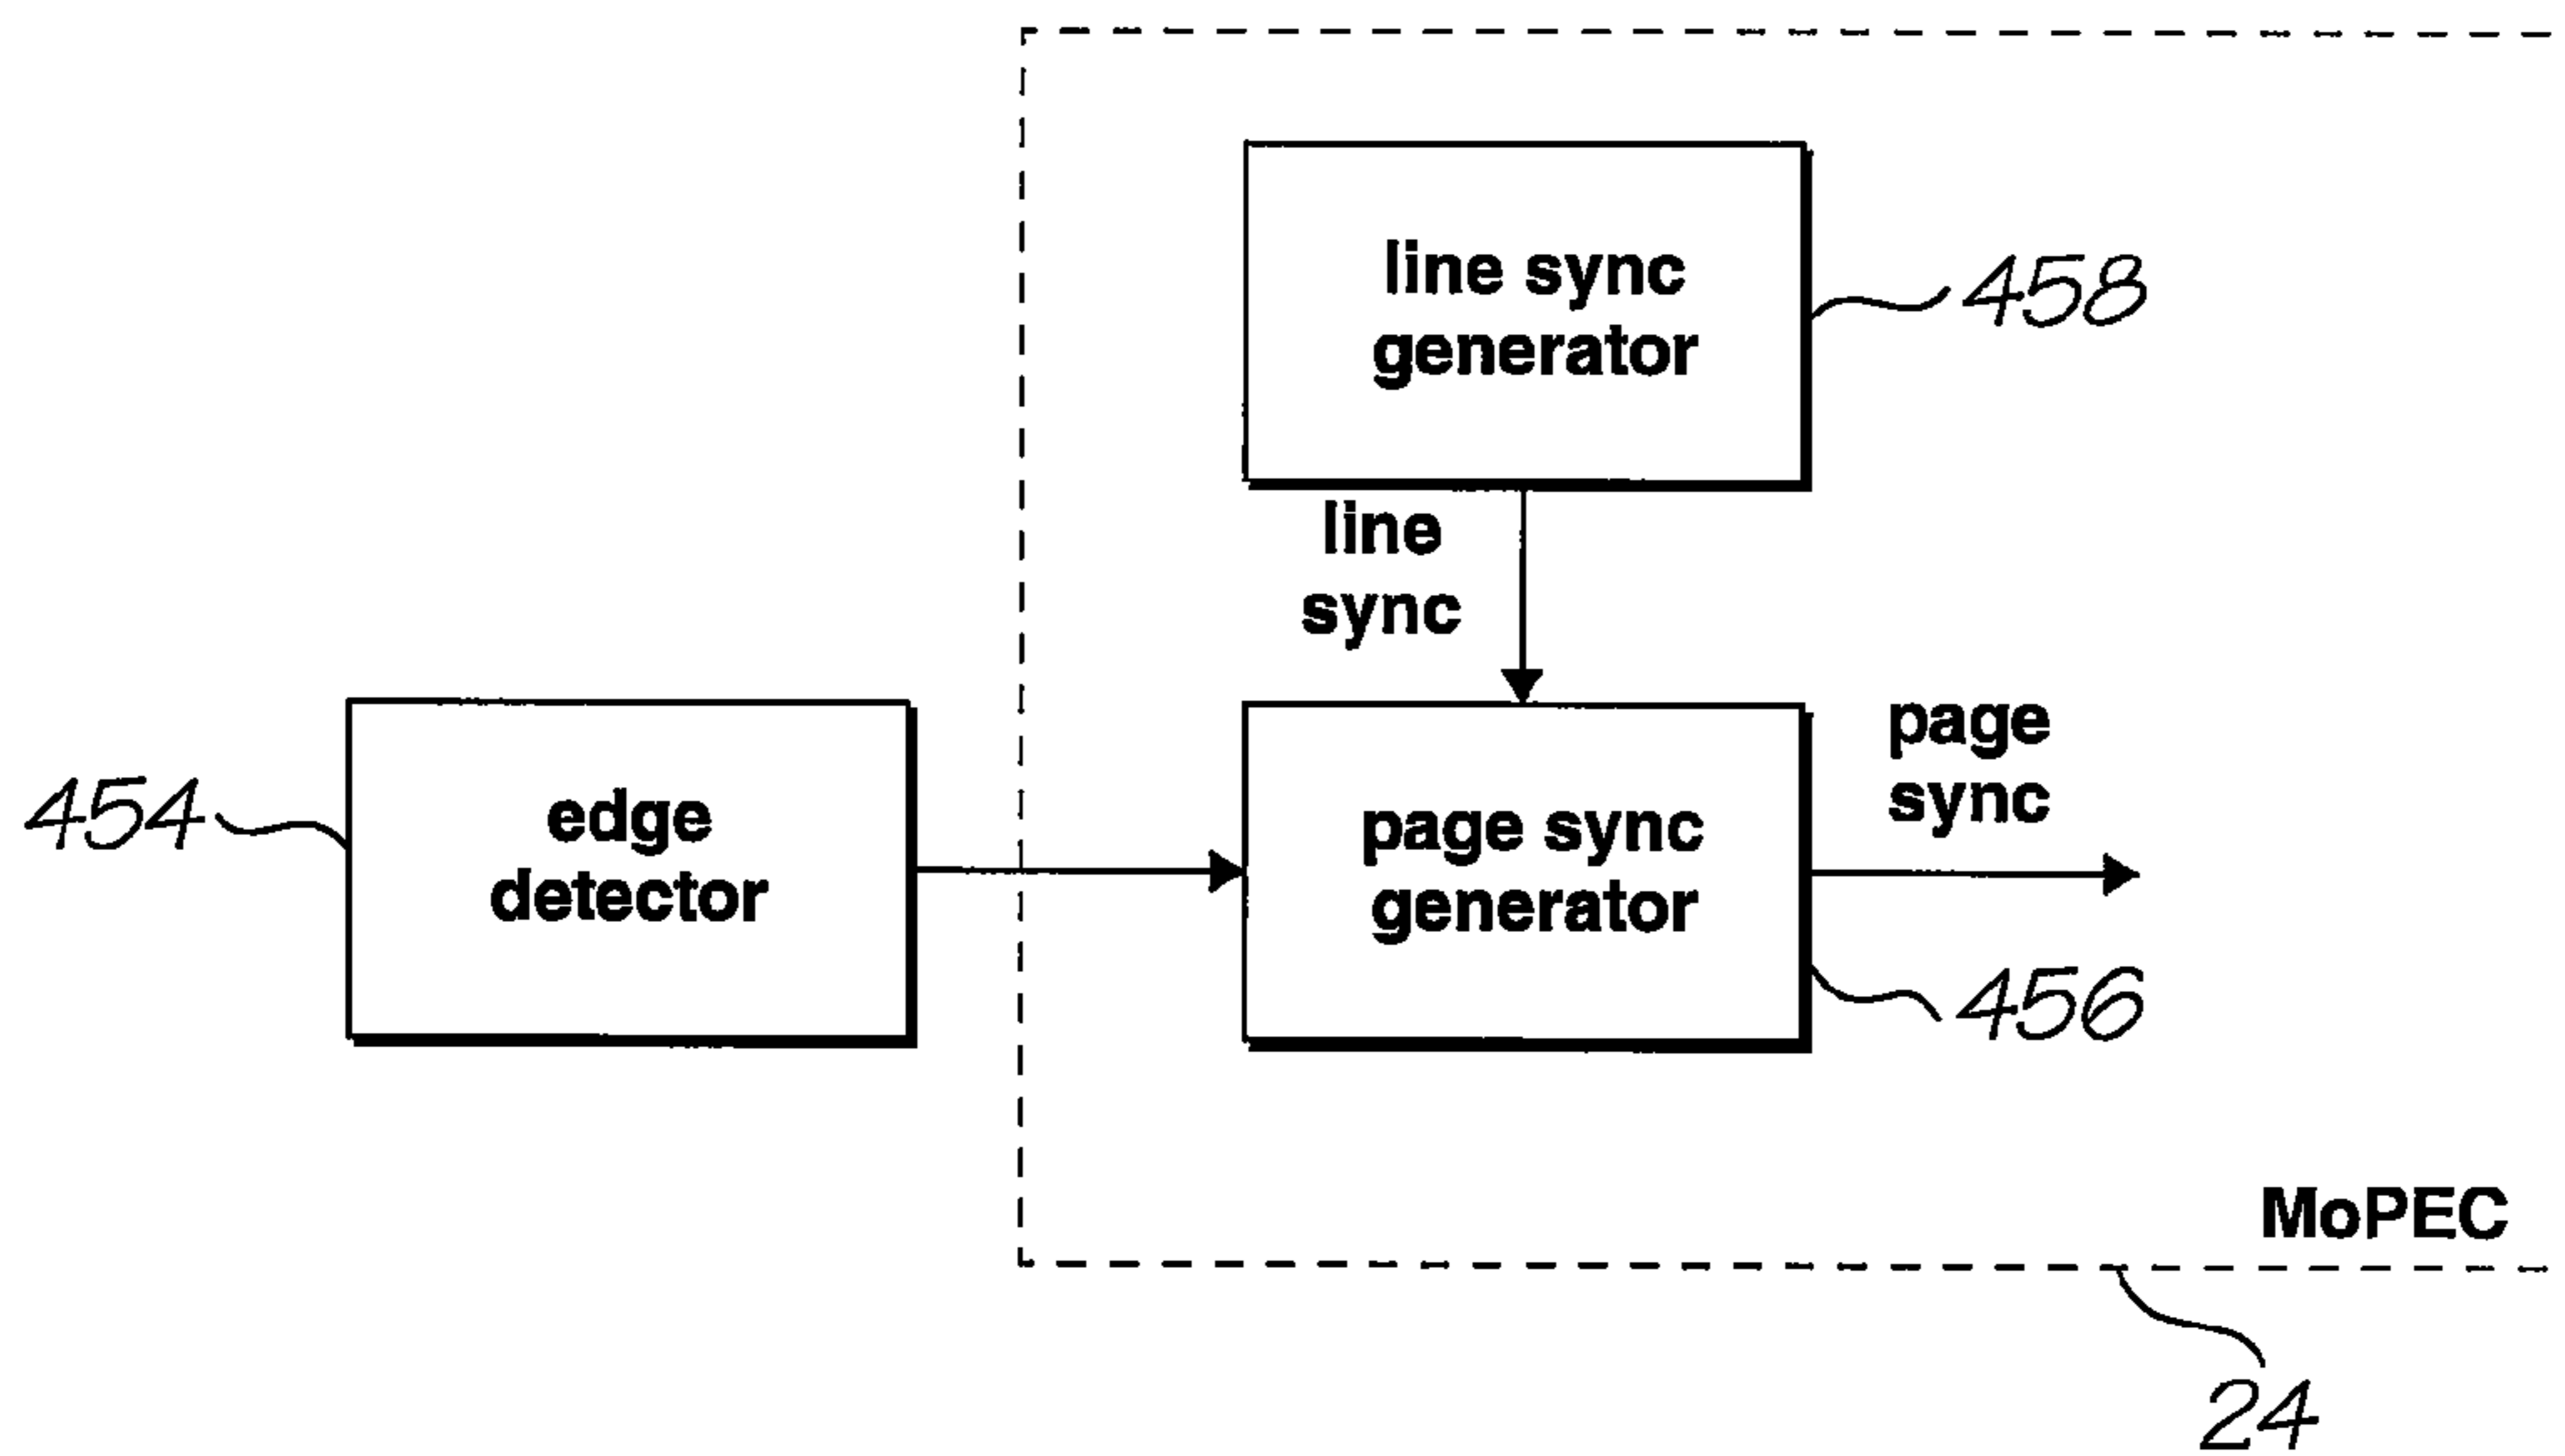 line sync
generator
458
line
sync
454
edge
detector
page sync
generator
page
sync
456
MoPEC
24